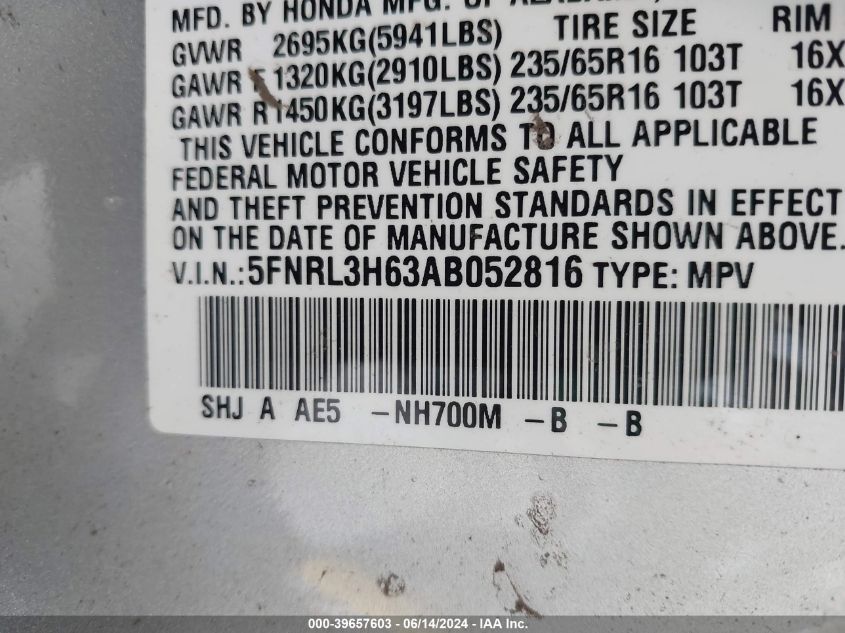 MFD. BY HONDA MFG. OF
GVWR 2695KG(5941LBS) TIRE SIZE RIM
GAWR F 1320KG(2910LBS) 235/65R16 103T 16X
GAWR R1450KG(3197LBS) 235/65R16 103T 16X
THIS VEHICLE CONFORMS TO ALL APPLICABLE
FEDERAL MOTOR VEHICLE SAFETY
AND THEFT PREVENTION STANDARDS IN EFFECT
ON THE DATE OF MANUFACTURE SHOWN ABOVE.
V.I.N.:5FNRL3H63AB052816 TYPE: MPV
SHJ A AE5 -NH700M -B -B
000-39657603 - 06/14/2024 - IAAI Inc.